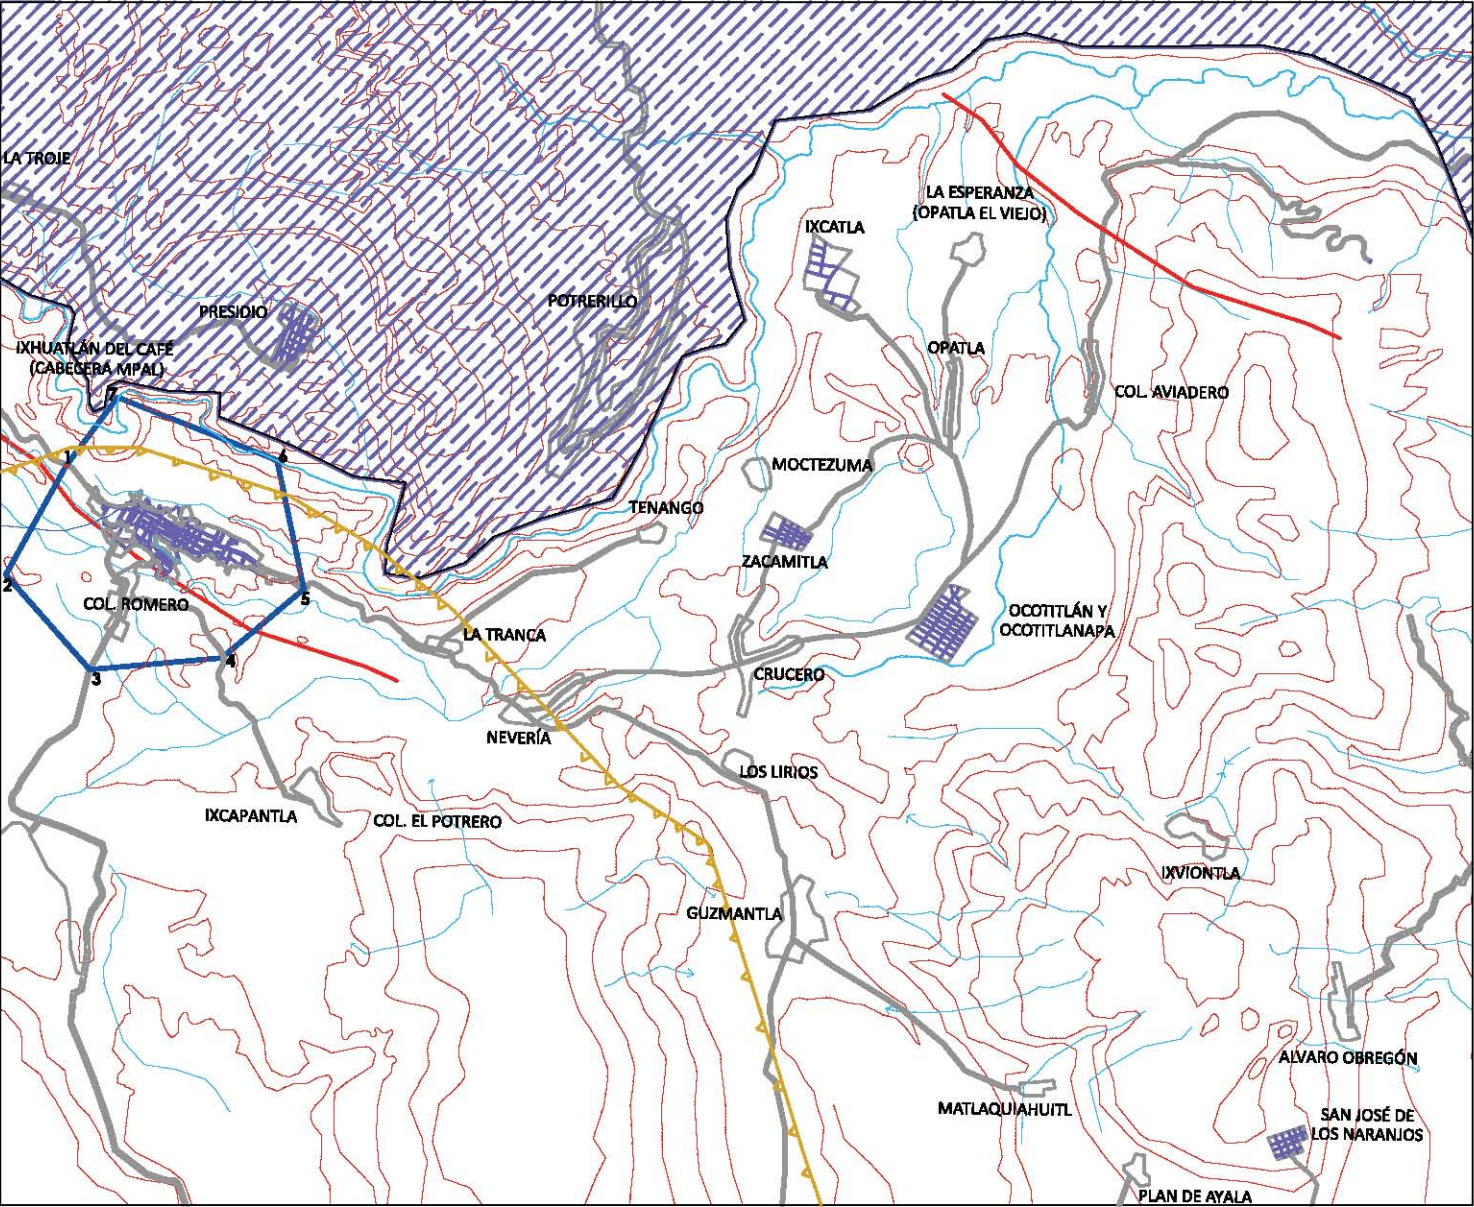 LA TROJE
LA ESPERANZA
(OPATLA EL VIEJO)
IXCATLA
POTRERILLO
PRESIDIO
IXHUATLÁN DEL CAFÉ
(CABECERA MPAL)
OPATLA
COL. AVIADERO
7
1
6
MOCTEZUMA
TENANGO
ZACAMITLA
2
5
COL. ROMERO
OCOTITLÁN Y
OCOTITLANAPA
LA TRANCA
4
3
CRUCERO
NEVERÍA
LOS LIRIOS
IXCAPANTLA
COL. EL POTRERO
IXVIONTLA
GUZMANTLA
ALVARO OBREGÓN
MATLAQUIAHUITL
SAN JOSÉ DE
LOS NARANJOS
PLAN DE AYALA